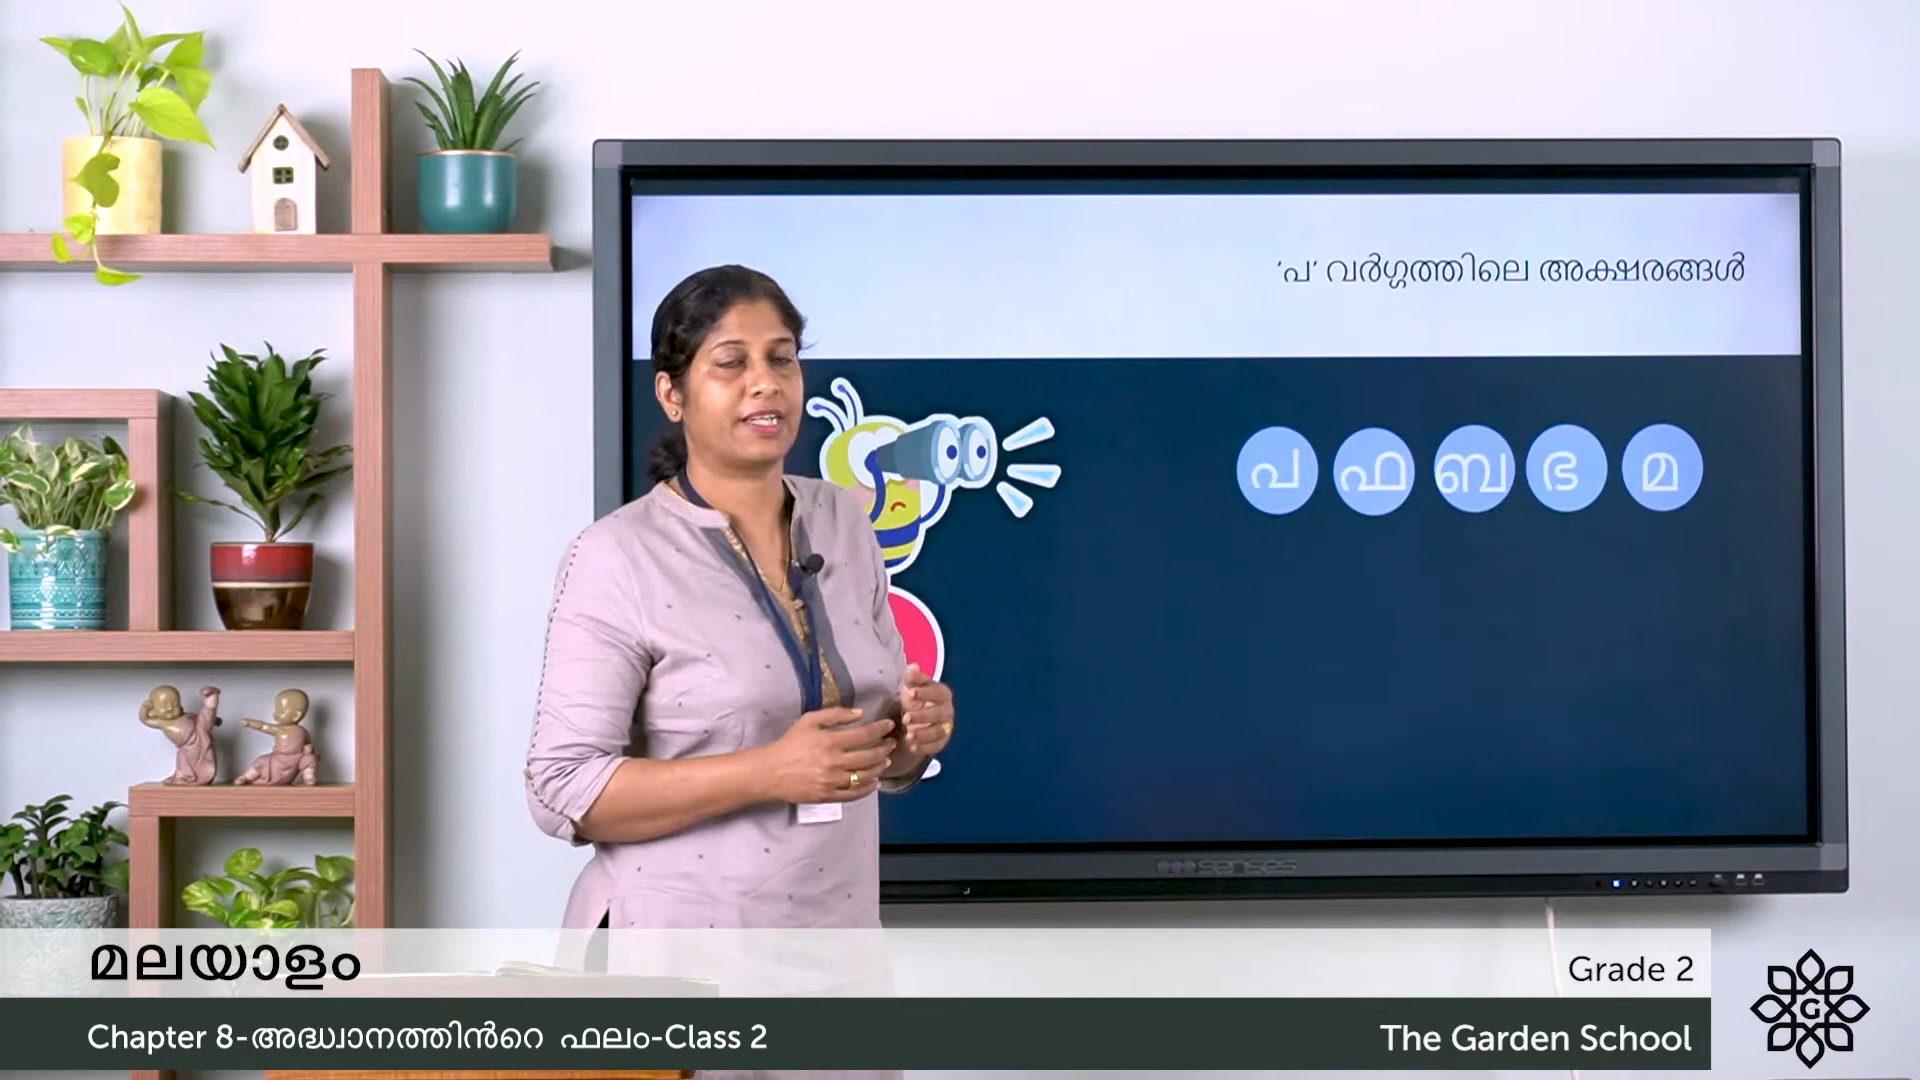 'പ' വർഗ്ഗത്തിലെ അക്ഷരങ്ങൾ
പ ഫ ബ ഭ മ
senses
മലയാളം
Grade 2
Chapter 8-അദ്ധ്വാനത്തിൻറെ ഫലം-Class 2
The Garden School
G